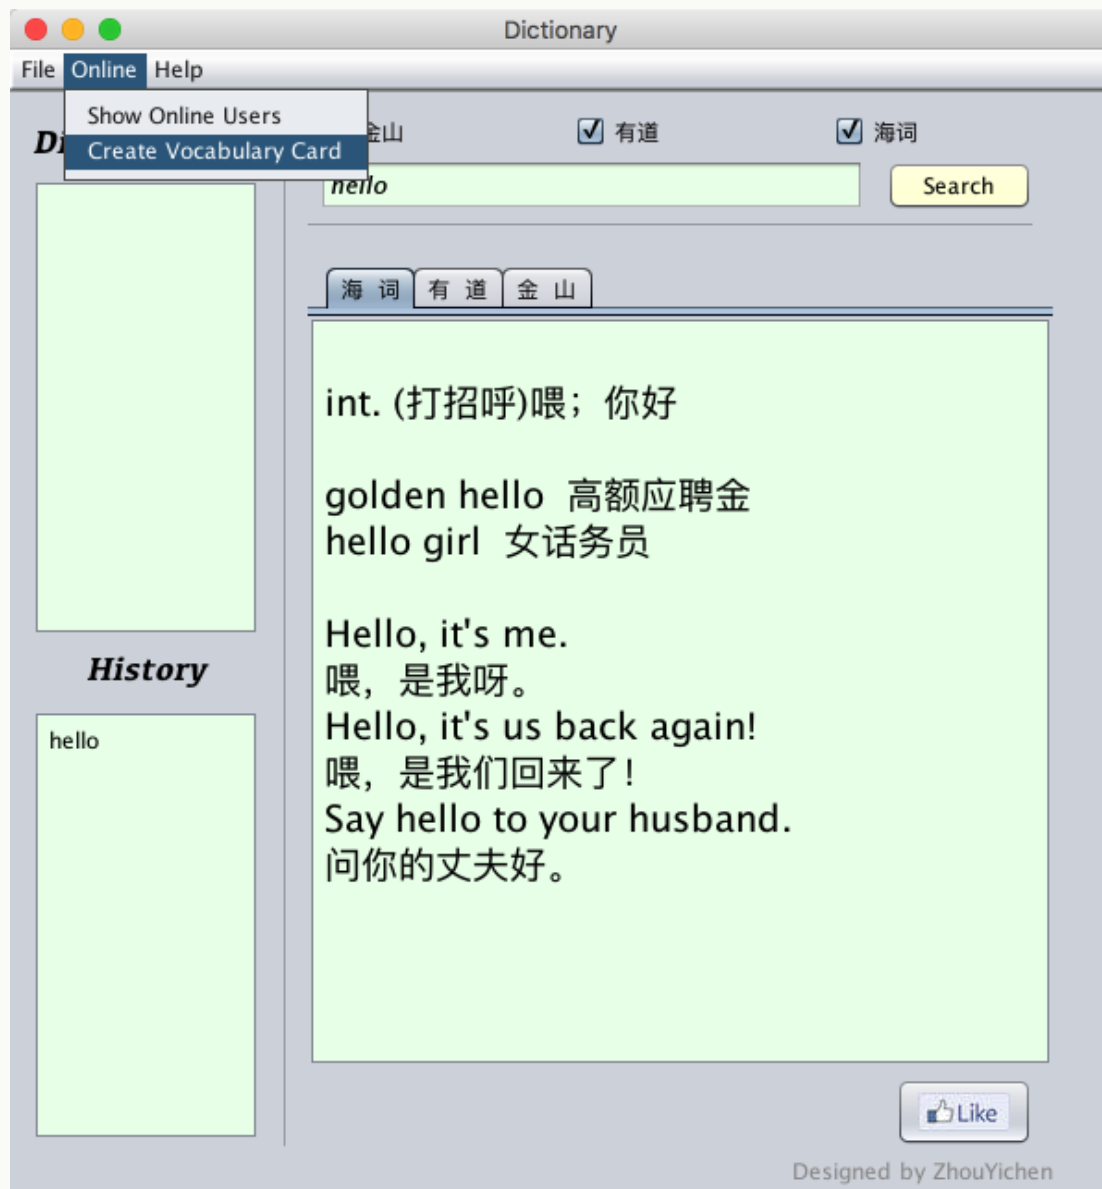 Dictionary
File Online Help
Show Online Users
Create Vocabulary Card
金山
有道
海词
hello
Search
海 词
有 道
金 山
int. (打招呼)喂；你好
golden hello 高额应聘金
hello girl 女话务员
Hello, it's me.
喂，是我呀。
Hello, it's us back again!
喂，是我们回来了！
Say hello to your husband.
问你的丈夫好。
History
hello
Like
Designed by ZhouYichen